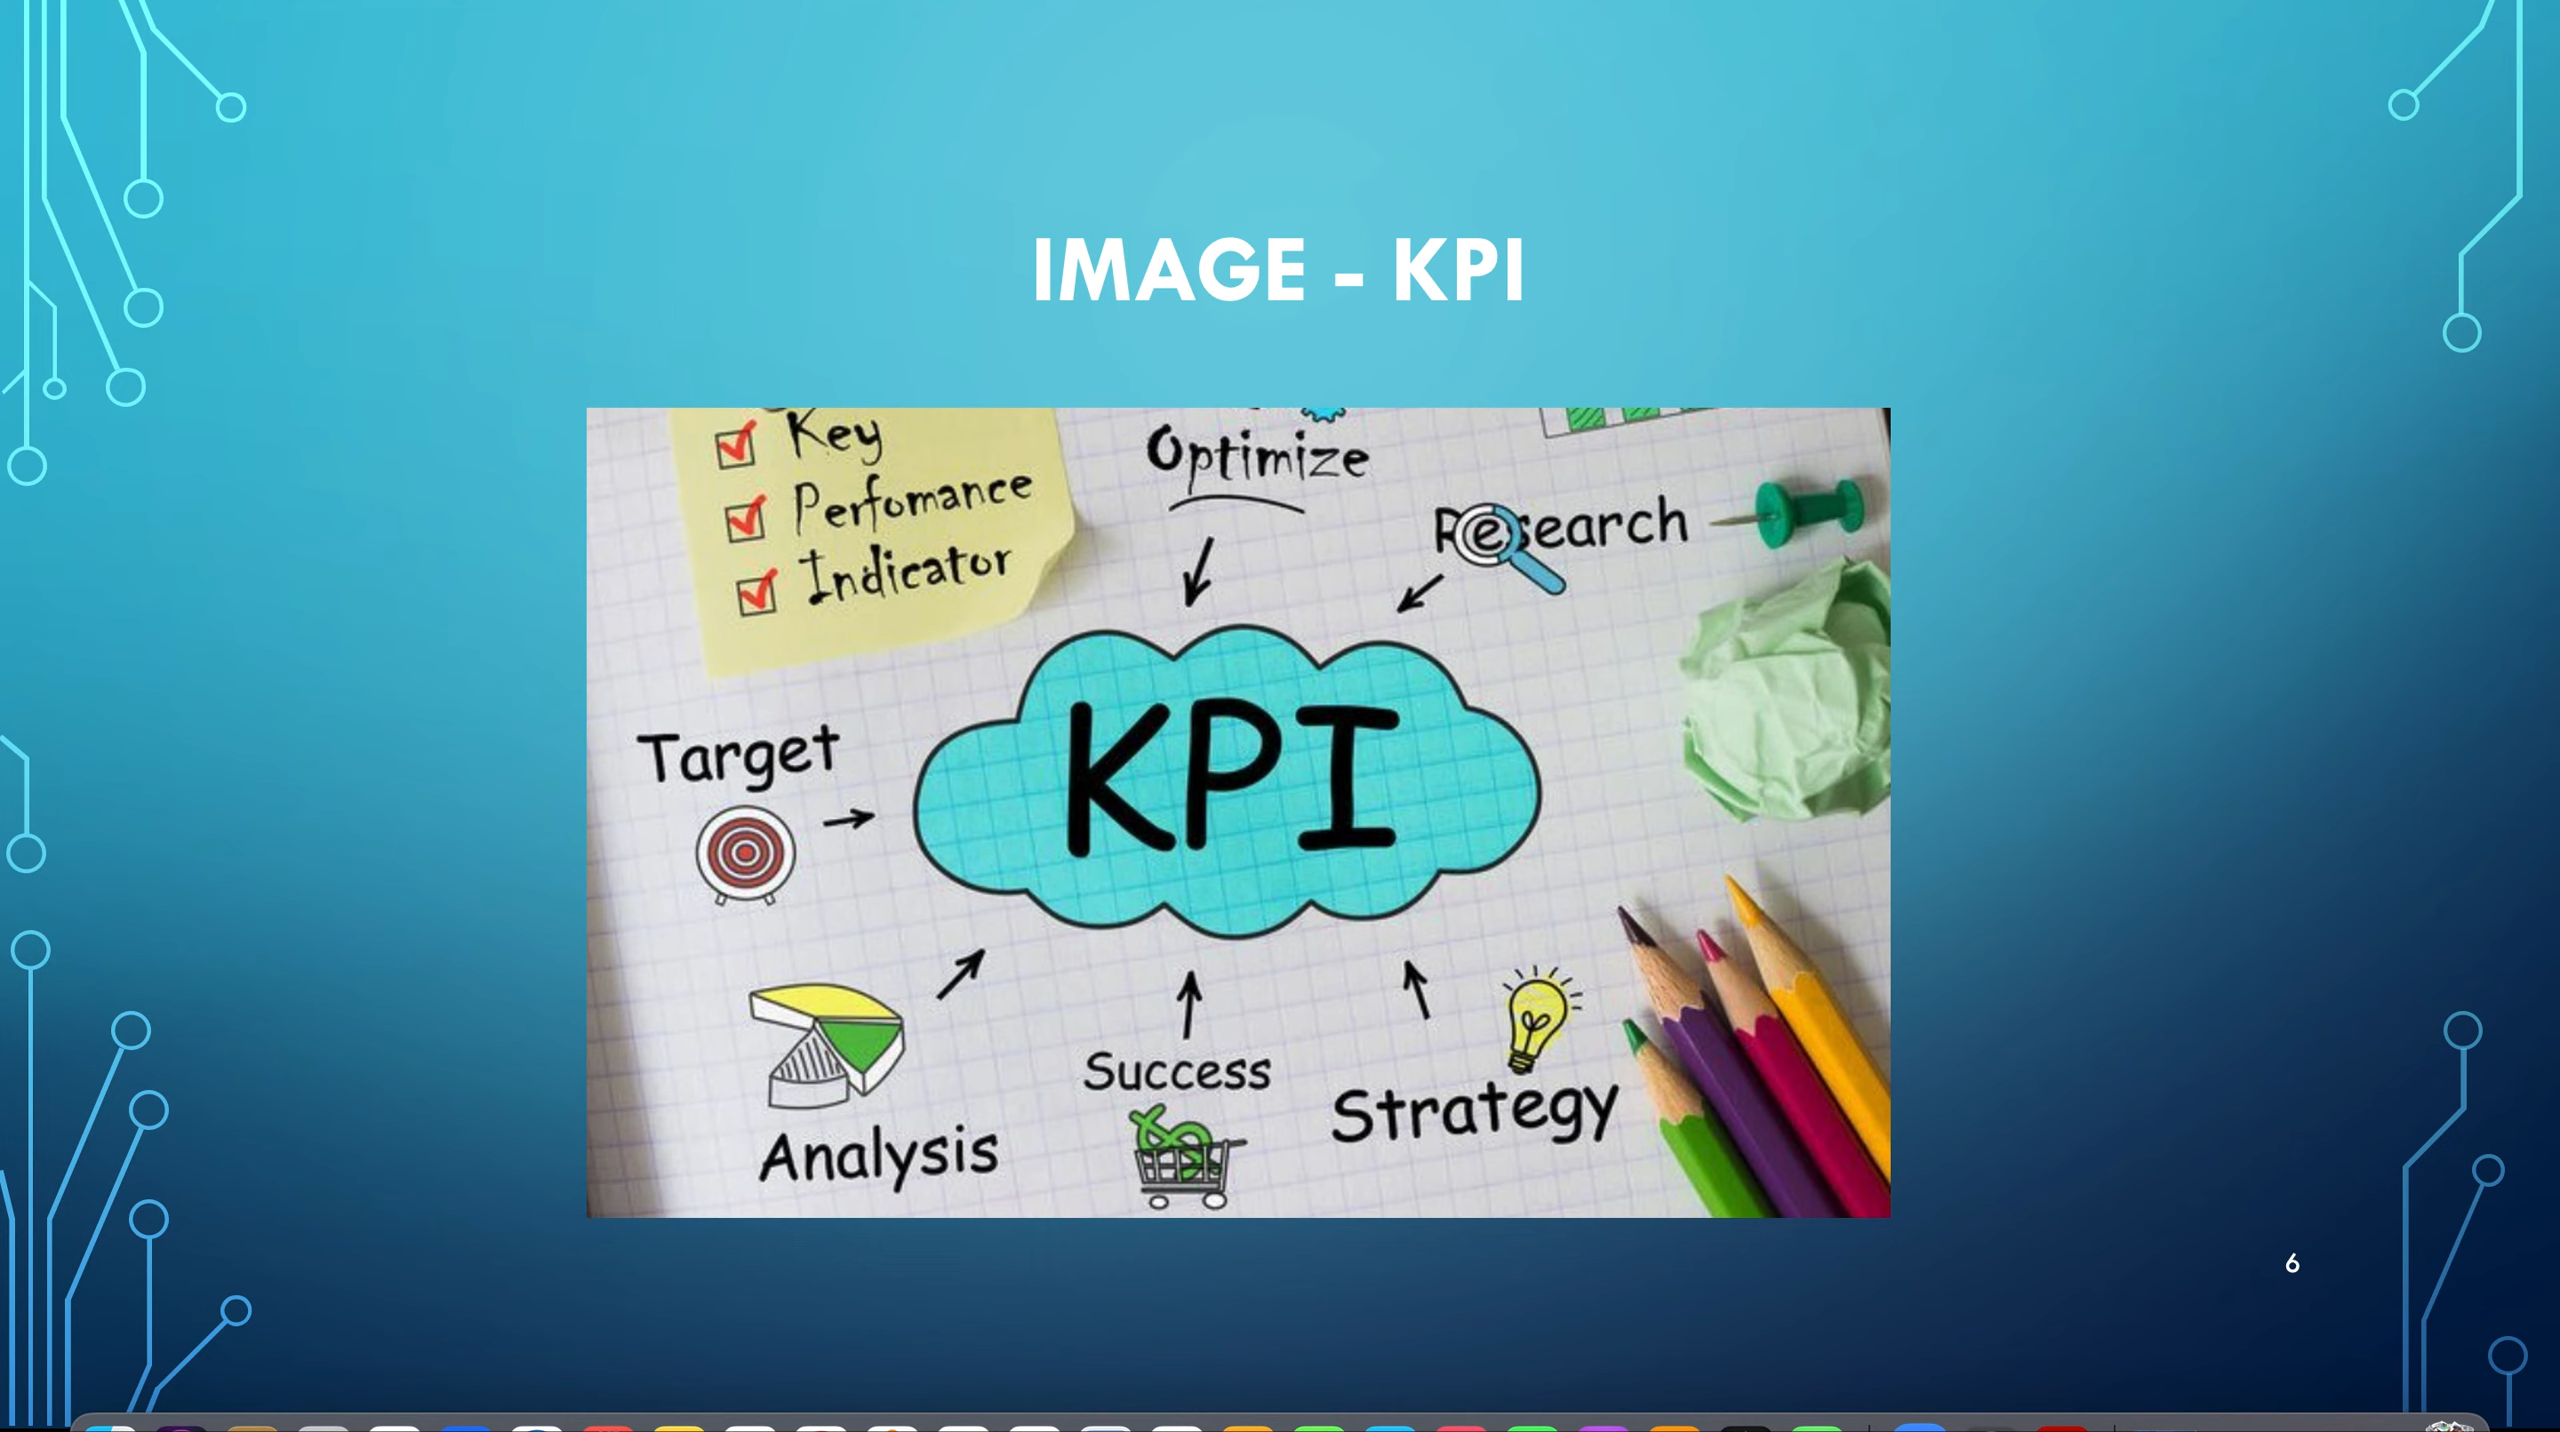 IMAGE - KPI
Key
Perfomance
Indicator
Optimize
Research
Target
KPI
Analysis
Success
Strategy
6